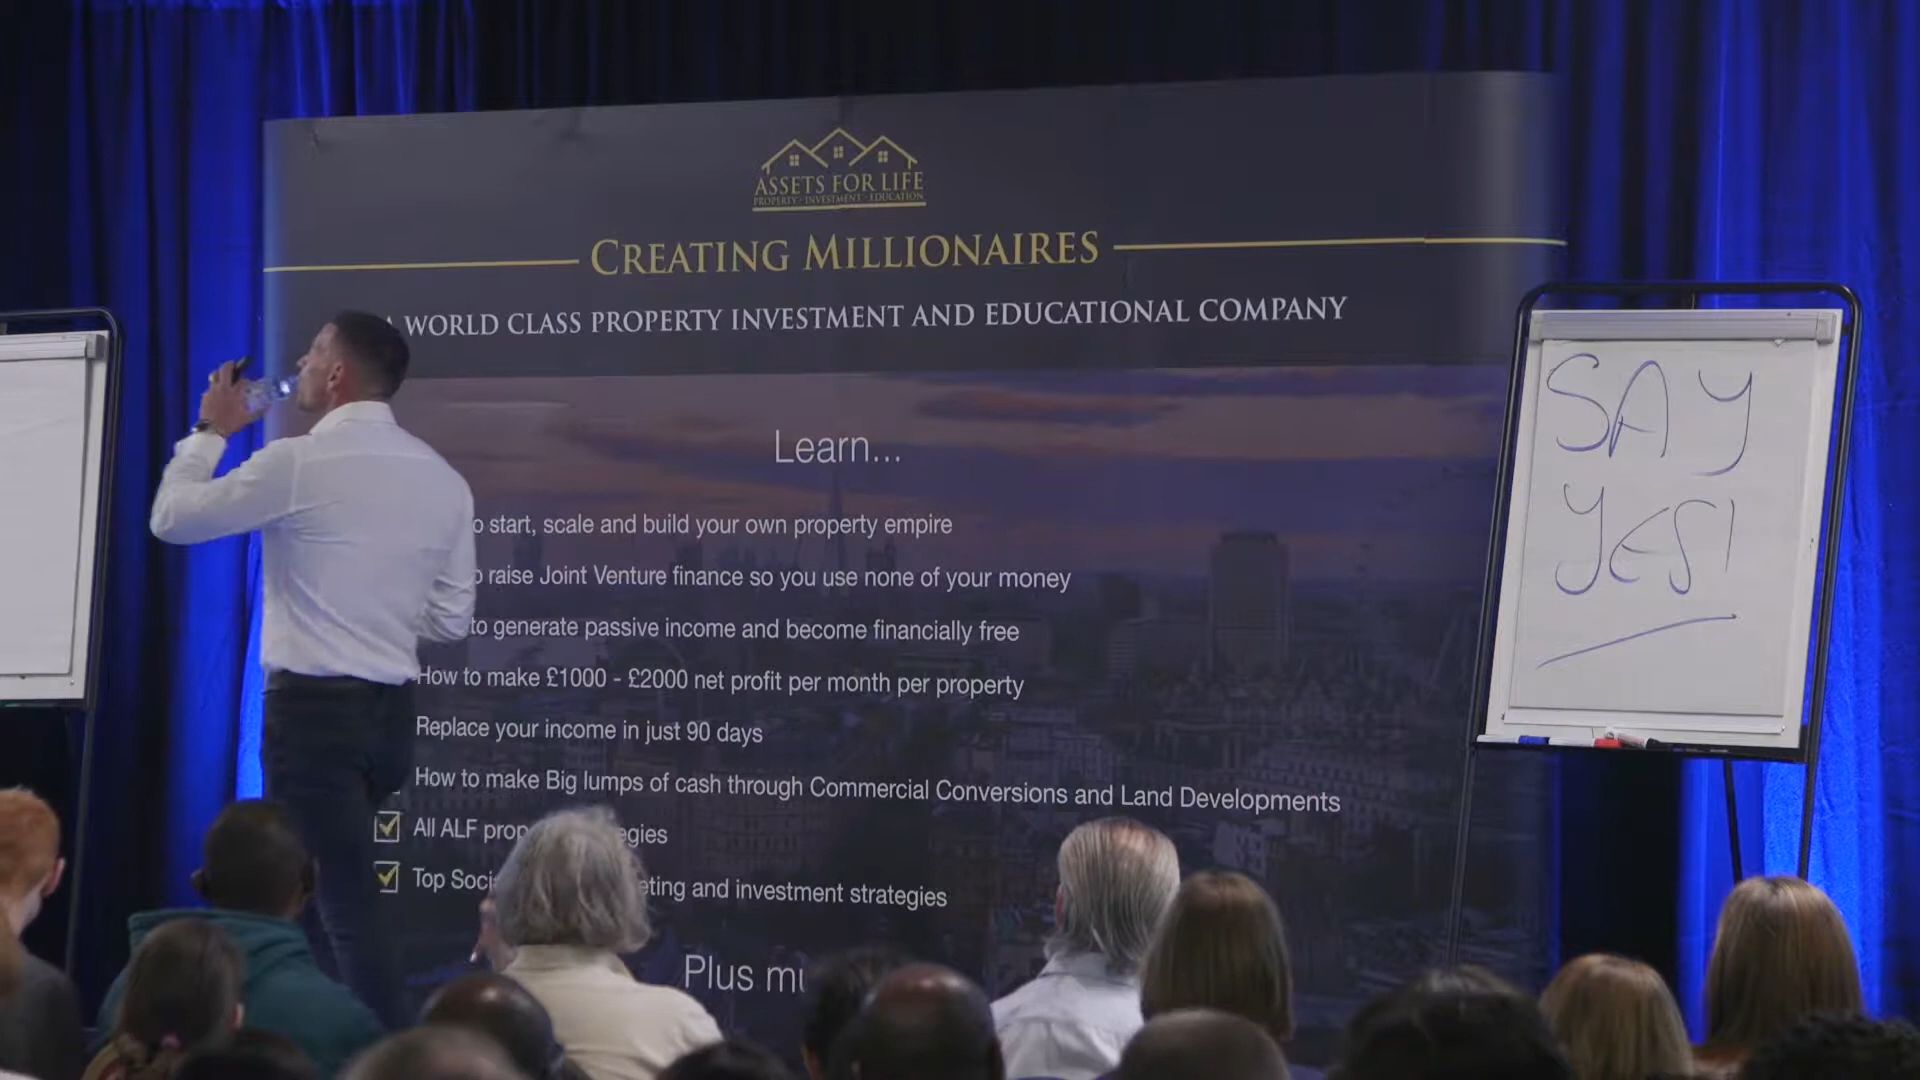 ASSETS FOR LIFE
PROPERTY · INVESTMENT · EDUCATION
CREATING MILLIONAIRES
A WORLD CLASS PROPERTY INVESTMENT AND EDUCATIONAL COMPANY
Learn...
start, scale and build your own property empire
raise Joint Venture finance so you use none of your money
to generate passive income and become financially free
How to make £1000 - £2000 net profit per month per property
Replace your income in just 90 days
How to make Big lumps of cash through Commercial Conversions and Land Developments
All ALF
Top
and investment strategies
Plus
SAY
YES!